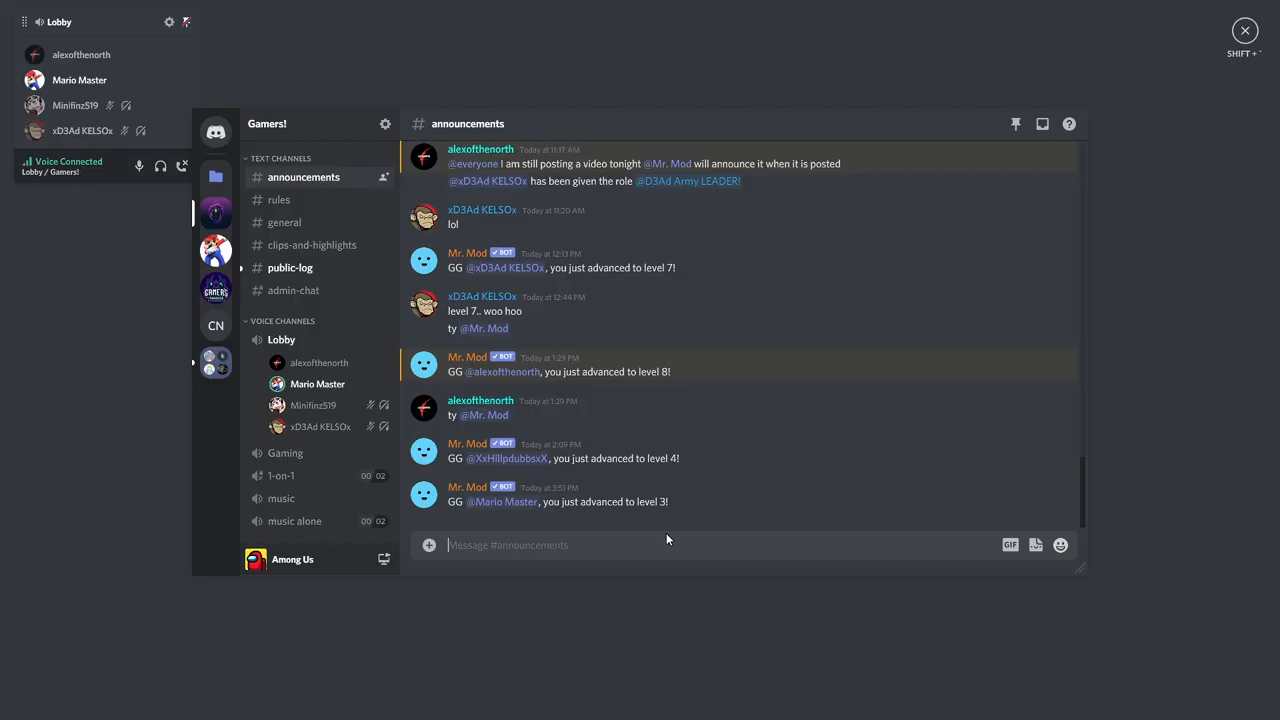 Lobby
alexofthenorth
Mario Master
Minifinz519
xD3Ad KELSOx
Voice Connected
Lobby / Gamers!
SHIFT + `
Gamers!
TEXT CHANNELS
# announcements
# rules
# general
# clips-and-highlights
# public-log
# admin-chat
VOICE CHANNELS
Lobby
alexofthenorth
Mario Master
Minifinz519
xD3Ad KELSOx
Gaming
1-on-1 00 02
music
music alone 00 02
Among Us
GAMERS
CN
# announcements
alexofthenorth Today at 11:17 AM
@everyone I am still posting a video tonight @Mr. Mod will announce it when it is posted
@xD3Ad KELSOx has been given the role @D3Ad Army LEADER!
xD3Ad KELSOx Today at 11:20 AM
lol
Mr. Mod BOT Today at 12:13 PM
GG @xD3Ad KELSOx, you just advanced to level 7!
xD3Ad KELSOx Today at 12:44 PM
level 7.. woo hoo
ty @Mr. Mod
Mr. Mod BOT Today at 1:29 PM
GG @alexofthenorth, you just advanced to level 8!
alexofthenorth Today at 1:29 PM
ty @Mr. Mod
Mr. Mod BOT Today at 2:09 PM
GG @XxHillpdubbsxX, you just advanced to level 4!
Mr. Mod BOT Today at 3:51 PM
GG @Mario Master, you just advanced to level 3!
Message #announcements
GIF